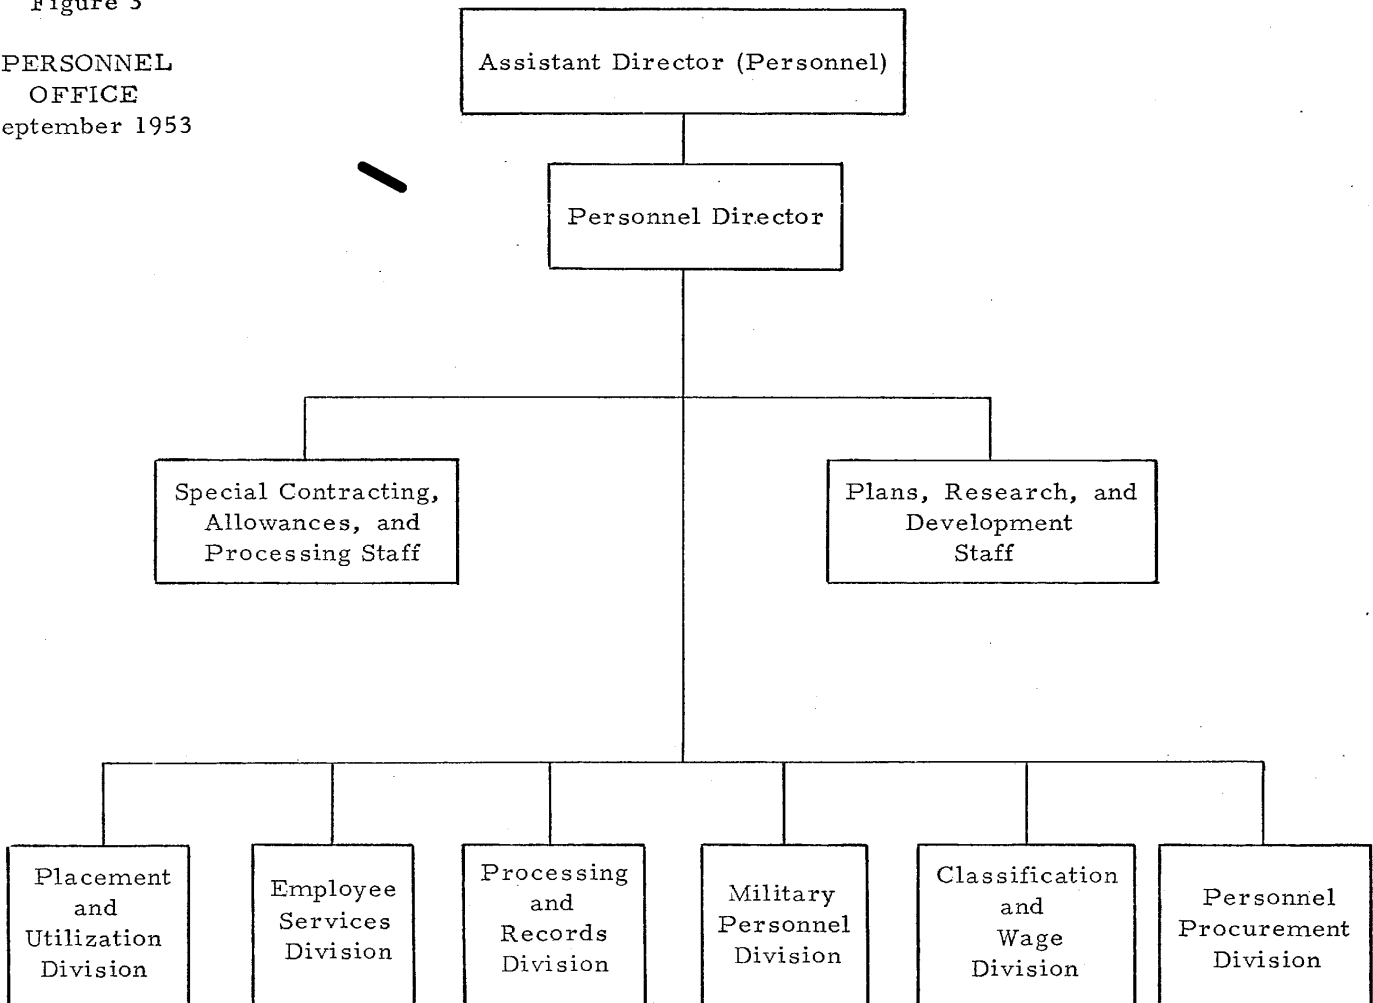 Figure 3
PERSONNEL
OFFICE
eptember 1953
Assistant Director (Personnel)
Personnel Director
Special Contracting,
Allowances, and
Processing Staff
Plans, Research, and
Development
Staff
Placement
and
Utilization
Division
Employee
Services
Division
Processing
and
Records
Division
Military
Personnel
Division
Classification
and
Wage
Division
Personnel
Procurement
Division